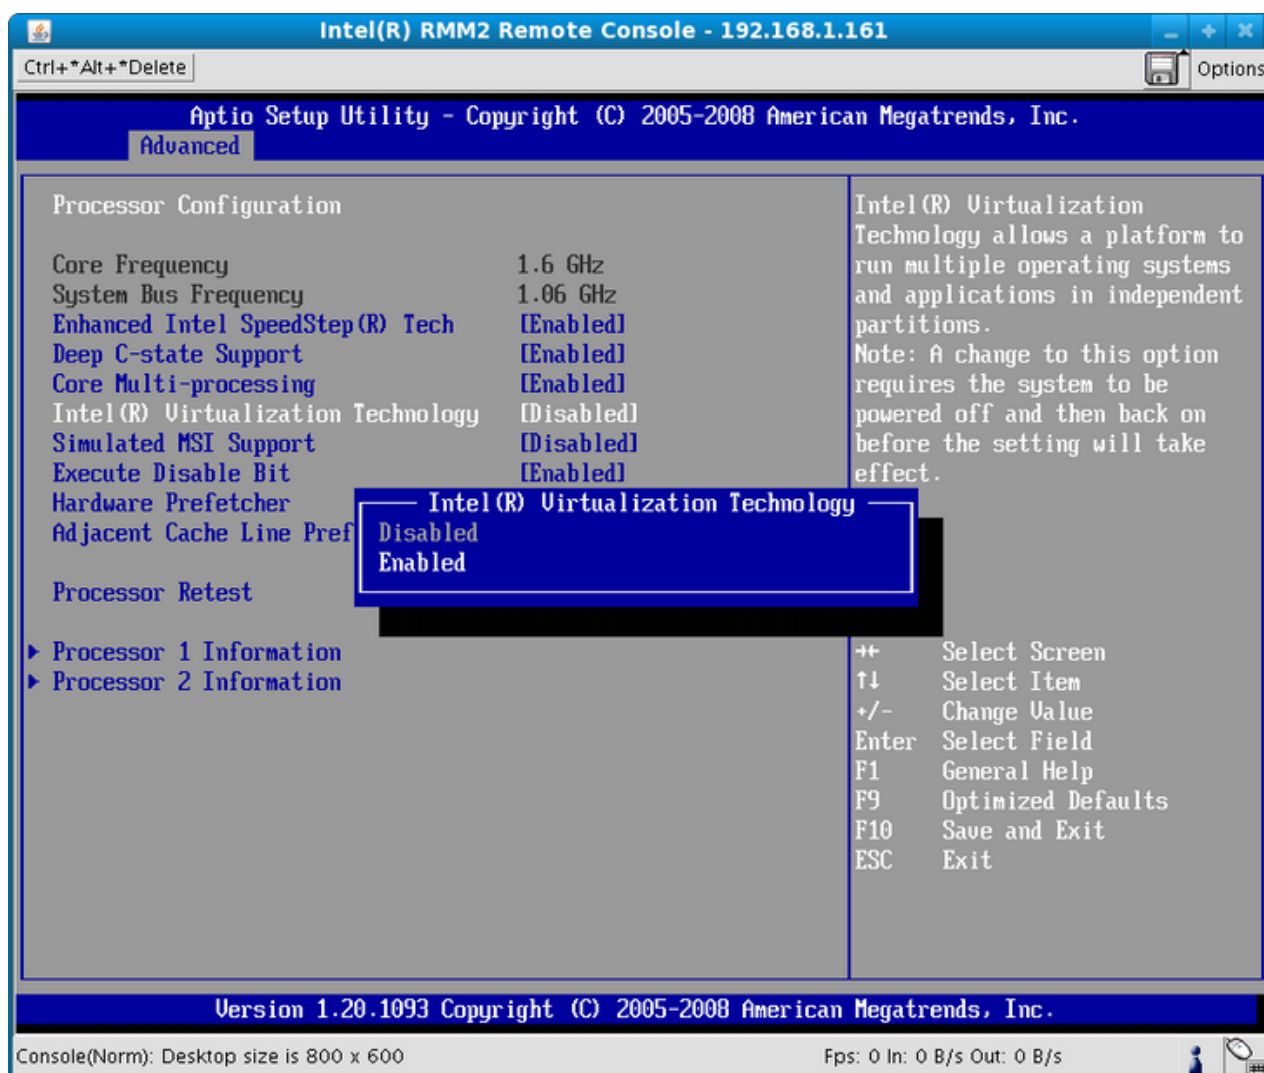 Intel(R) RMM2 Remote Console - 192.168.1.161
Ctrl+*Alt+*Delete
Options
Aptio Setup Utility - Copyright (C) 2005-2008 American Megatrends, Inc.
Advanced
Processor Configuration
Core Frequency 1.6 GHz
System Bus Frequency 1.06 GHz
Enhanced Intel SpeedStep(R) Tech [Enabled]
Deep C-state Support [Enabled]
Core Multi-processing [Enabled]
Intel(R) Virtualization Technology [Disabled]
Simulated MSI Support [Disabled]
Execute Disable Bit [Enabled]
Hardware Prefetcher
Adjacent Cache Line Pref
Processor Retest
Processor 1 Information
Processor 2 Information
Intel(R) Virtualization Technology
Disabled
Enabled
Intel(R) Virtualization
Technology allows a platform to
run multiple operating systems
and applications in independent
partitions.
Note: A change to this option
requires the system to be
powered off and then back on
before the setting will take
effect.
→← Select Screen
↑↓ Select Item
+/- Change Value
Enter Select Field
F1 General Help
F9 Optimized Defaults
F10 Save and Exit
ESC Exit
Version 1.20.1093 Copyright (C) 2005-2008 American Megatrends, Inc.
Console(Norm): Desktop size is 800 x 600
Fps: 0 In: 0 B/s Out: 0 B/s